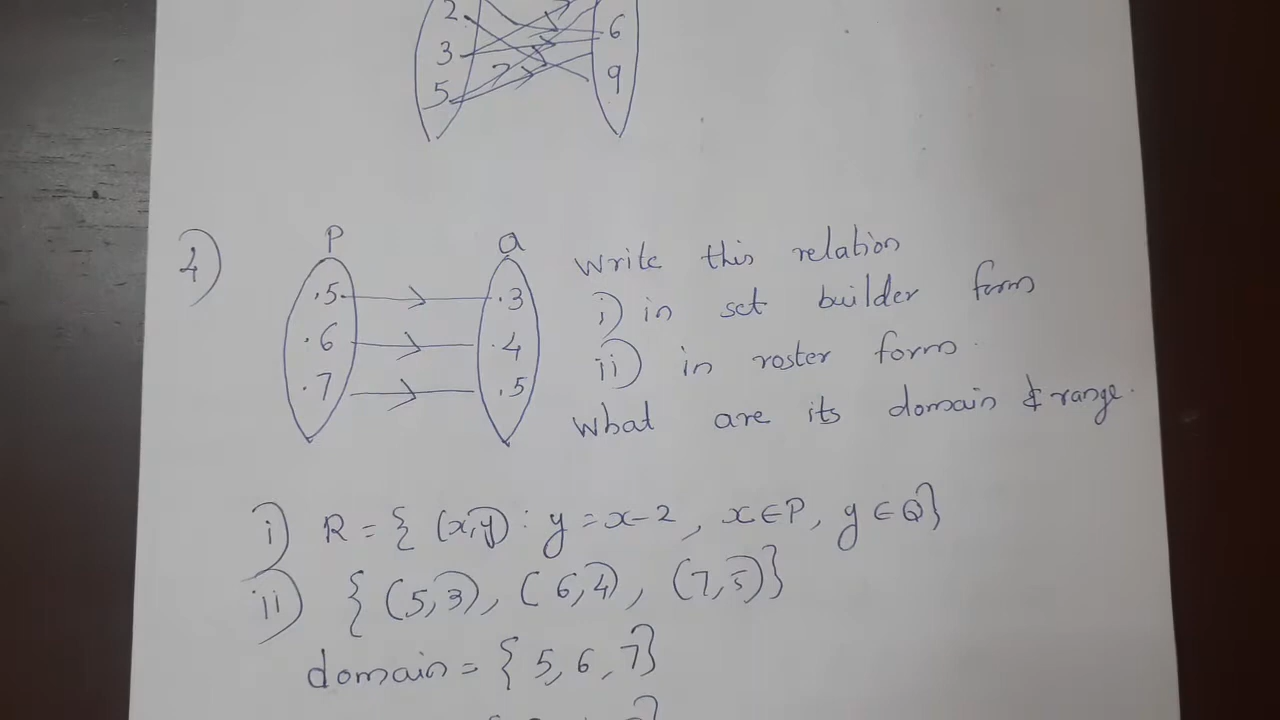 2 6
3 9
5
4) P Q
.5 .3
.6 .4
.7 .5
Write this relation
i) in set builder form
ii) in roster form.
What are its domain & range.
i) R = { (x,y) : y = x-2, x∈P, y∈Q}
ii) {(5,3), (6,4), (7,5)}
domain = {5, 6, 7}